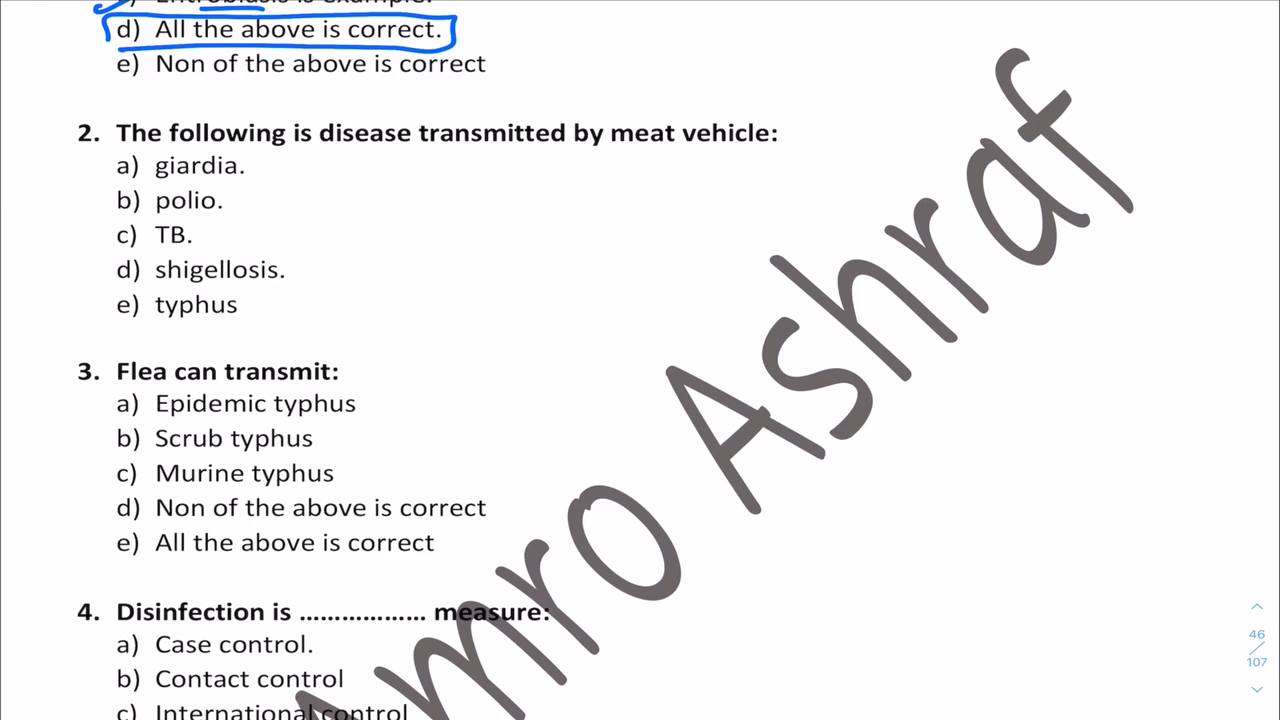 d) All the above is correct.
e) Non of the above is correct
2. The following is disease transmitted by meat vehicle:
a) giardia.
b) polio.
c) TB.
d) shigellosis.
e) typhus
3. Flea can transmit:
a) Epidemic typhus
b) Scrub typhus
c) Murine typhus
d) Non of the above is correct
e) All the above is correct
4. Disinfection is .................. measure:
a) Case control.
b) Contact control
c) International control
Amro Ashraf
46
107